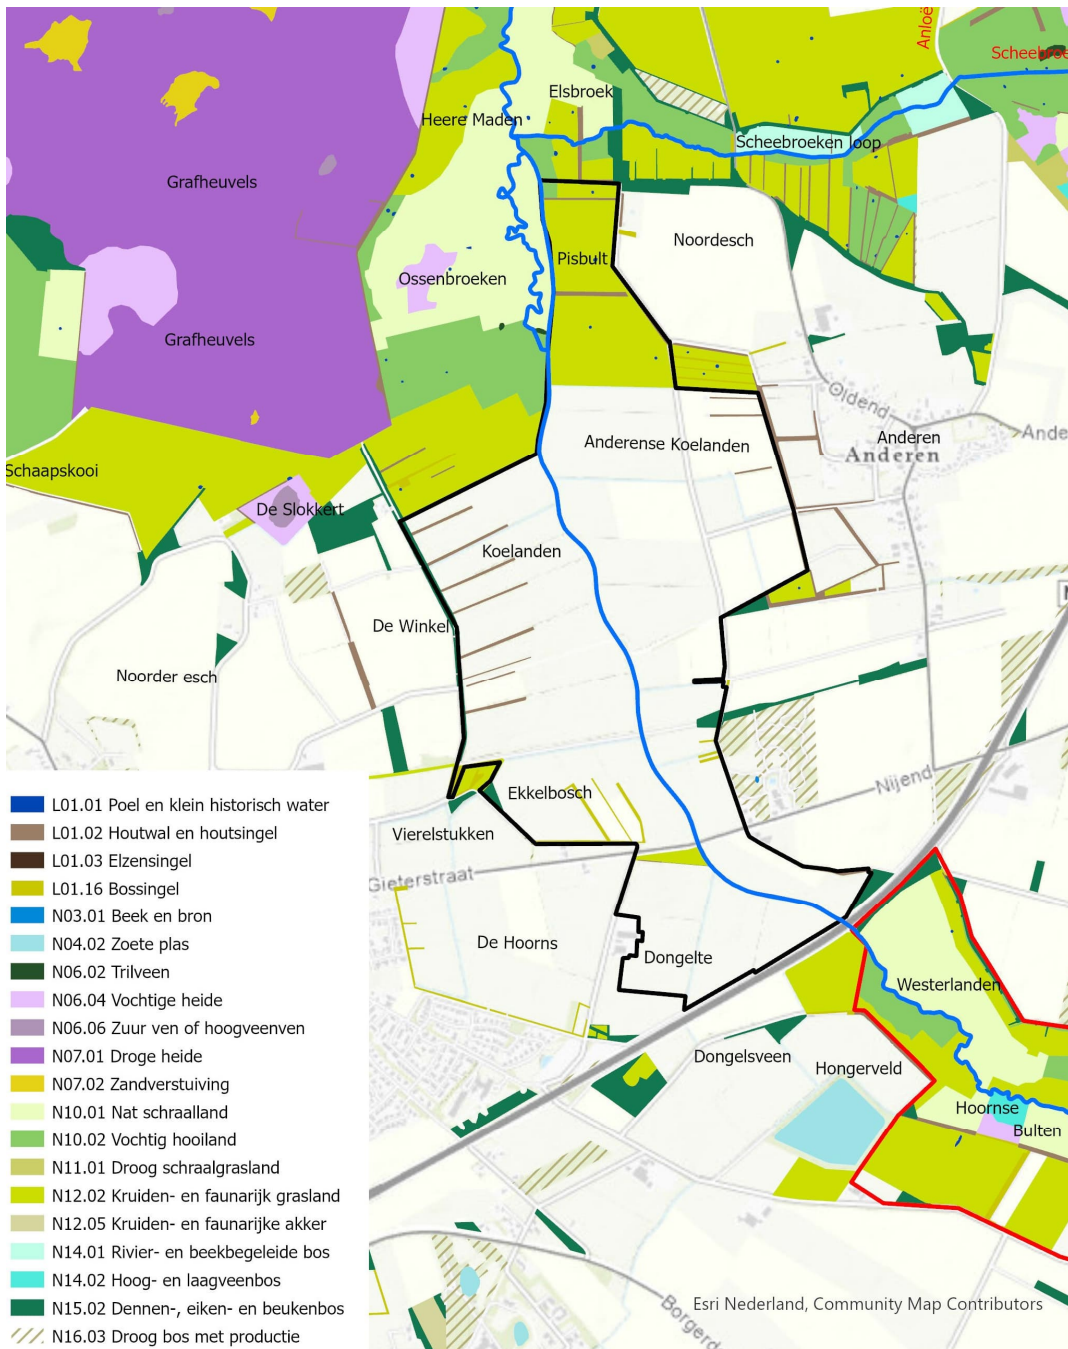 Anloë
Scheebroe
Elsbroek
Heere Maden
Scheebroeken loop
Grafheuvels
Noordesch
Pisbult
Ossenbroeken
Grafheuvels
Oldend
Anderense Koelanden
Anderen
Ande
Anderen
Schaapskooi
De Slokkert
Koelanden
De Winkel
Noorder esch
Nijend
Ekkelbosch
Vierelstukken
Gieterstraat
De Hoorns
Dongelte
Westerlanden
Dongelsveen
Hongerveld
Hoornse
Bulten
Borgerd
L01.01 Poel en klein historisch water
L01.02 Houtwal en houtsingel
L01.03 Elzensingel
L01.16 Bossingel
N03.01 Beek en bron
N04.02 Zoete plas
N06.02 Trilveen
N06.04 Vochtige heide
N06.06 Zuur ven of hoogveenven
N07.01 Droge heide
N07.02 Zandverstuiving
N10.01 Nat schraalland
N10.02 Vochtig hooiland
N11.01 Droog schraalgrasland
N12.02 Kruiden- en faunarijk grasland
N12.05 Kruiden- en faunarijke akker
N14.01 Rivier- en beekbegeleide bos
N14.02 Hoog- en laagveenbos
N15.02 Dennen-, eiken- en beukenbos
N16.03 Droog bos met productie
Esri Nederland, Community Map Contributors